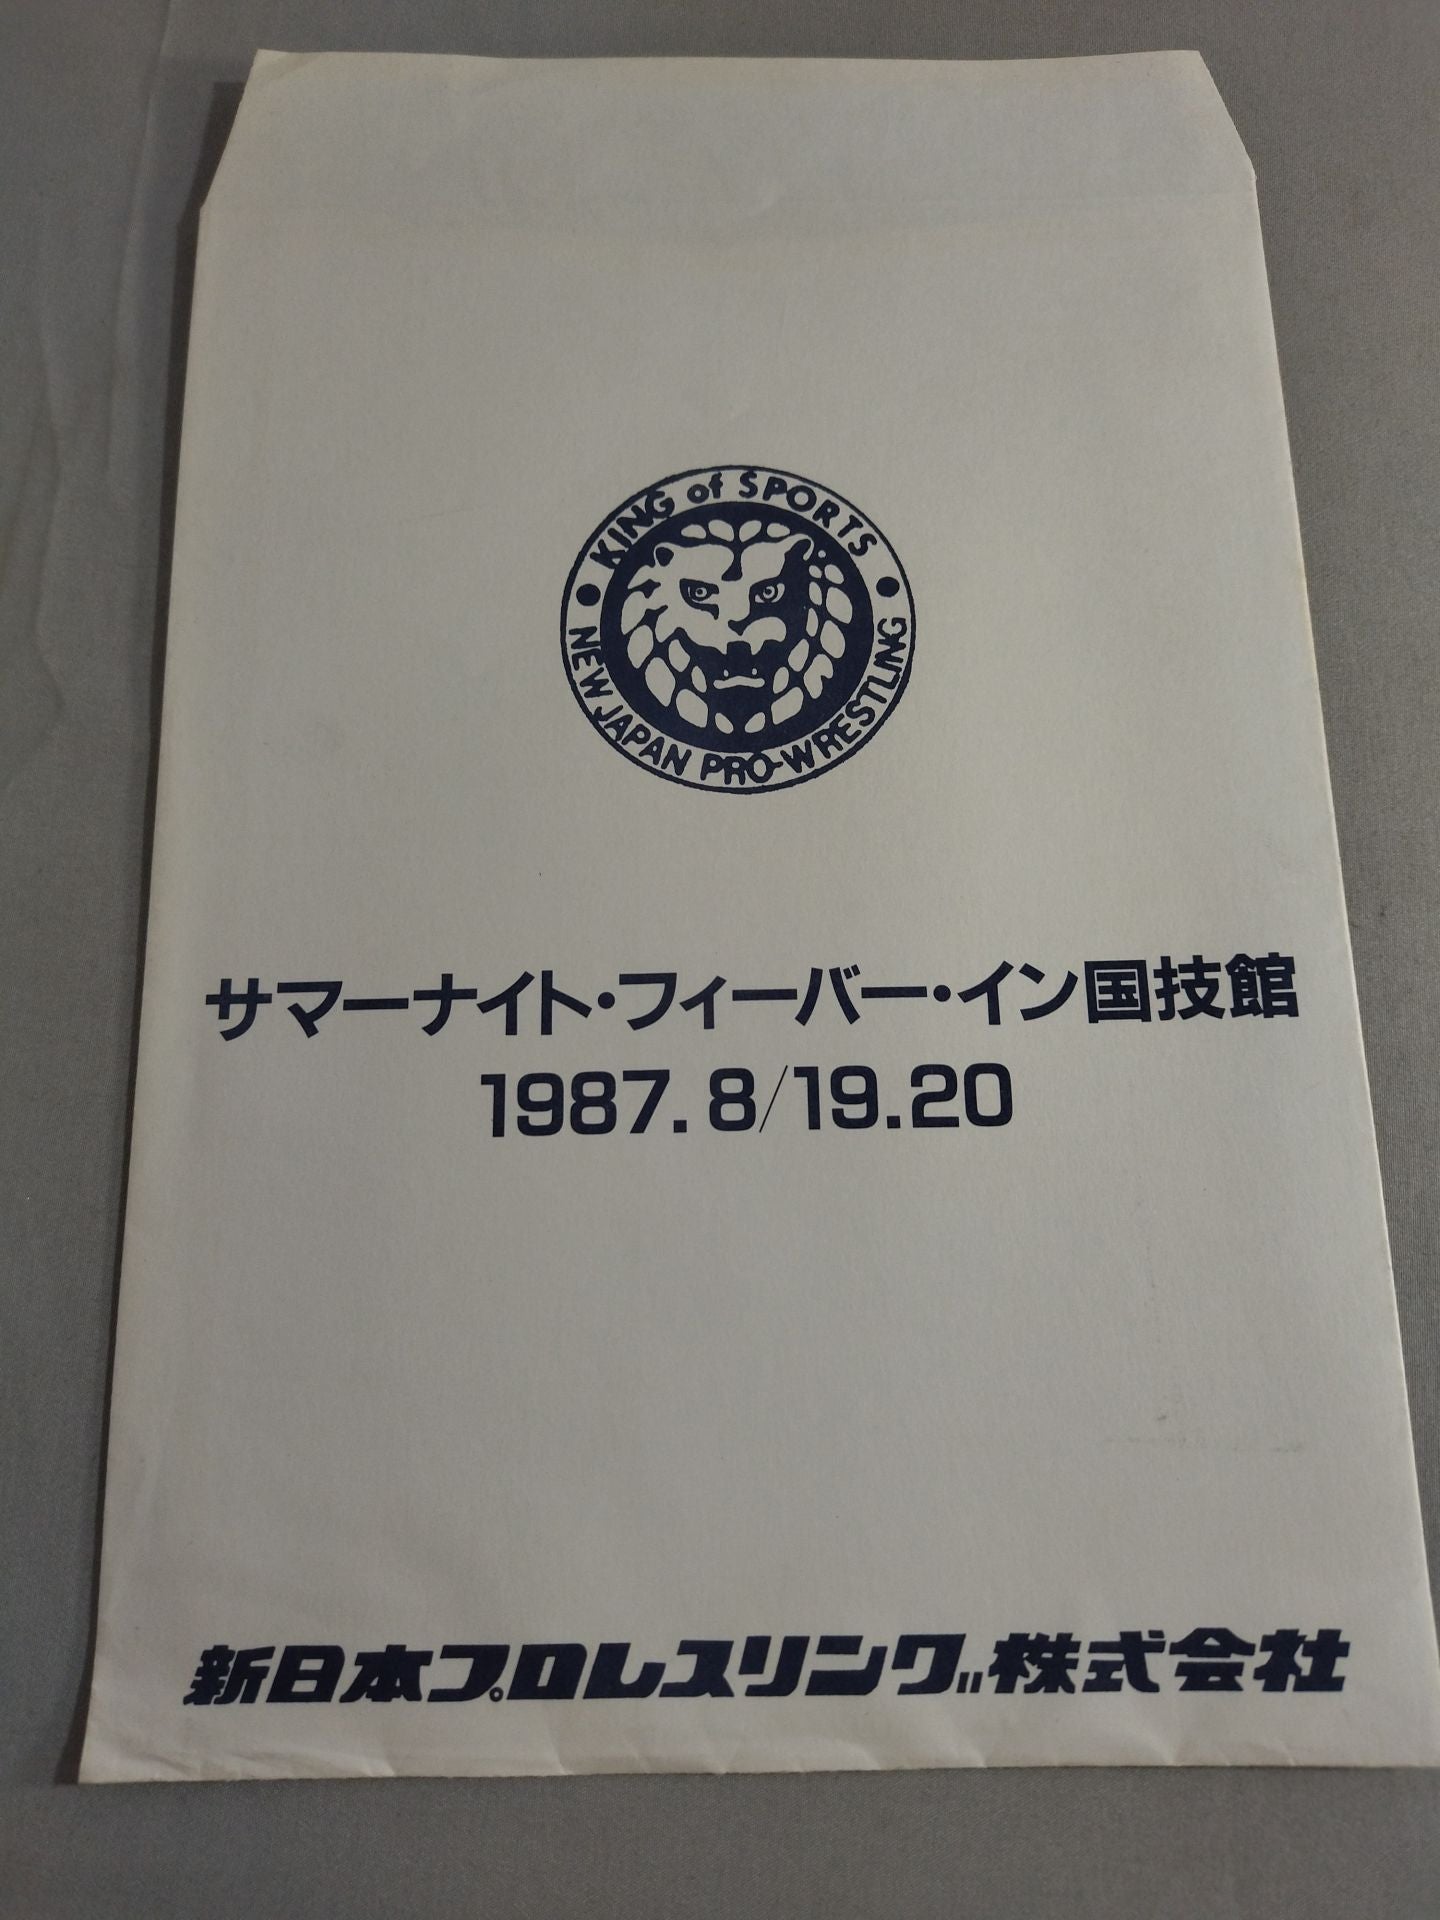 KING of SPORTS
NEW JAPAN PRO-WRESTLING
サマーナイト・フィーバー・イン国技館
1987. 8/19.20
新日本プロレスリング株式会社